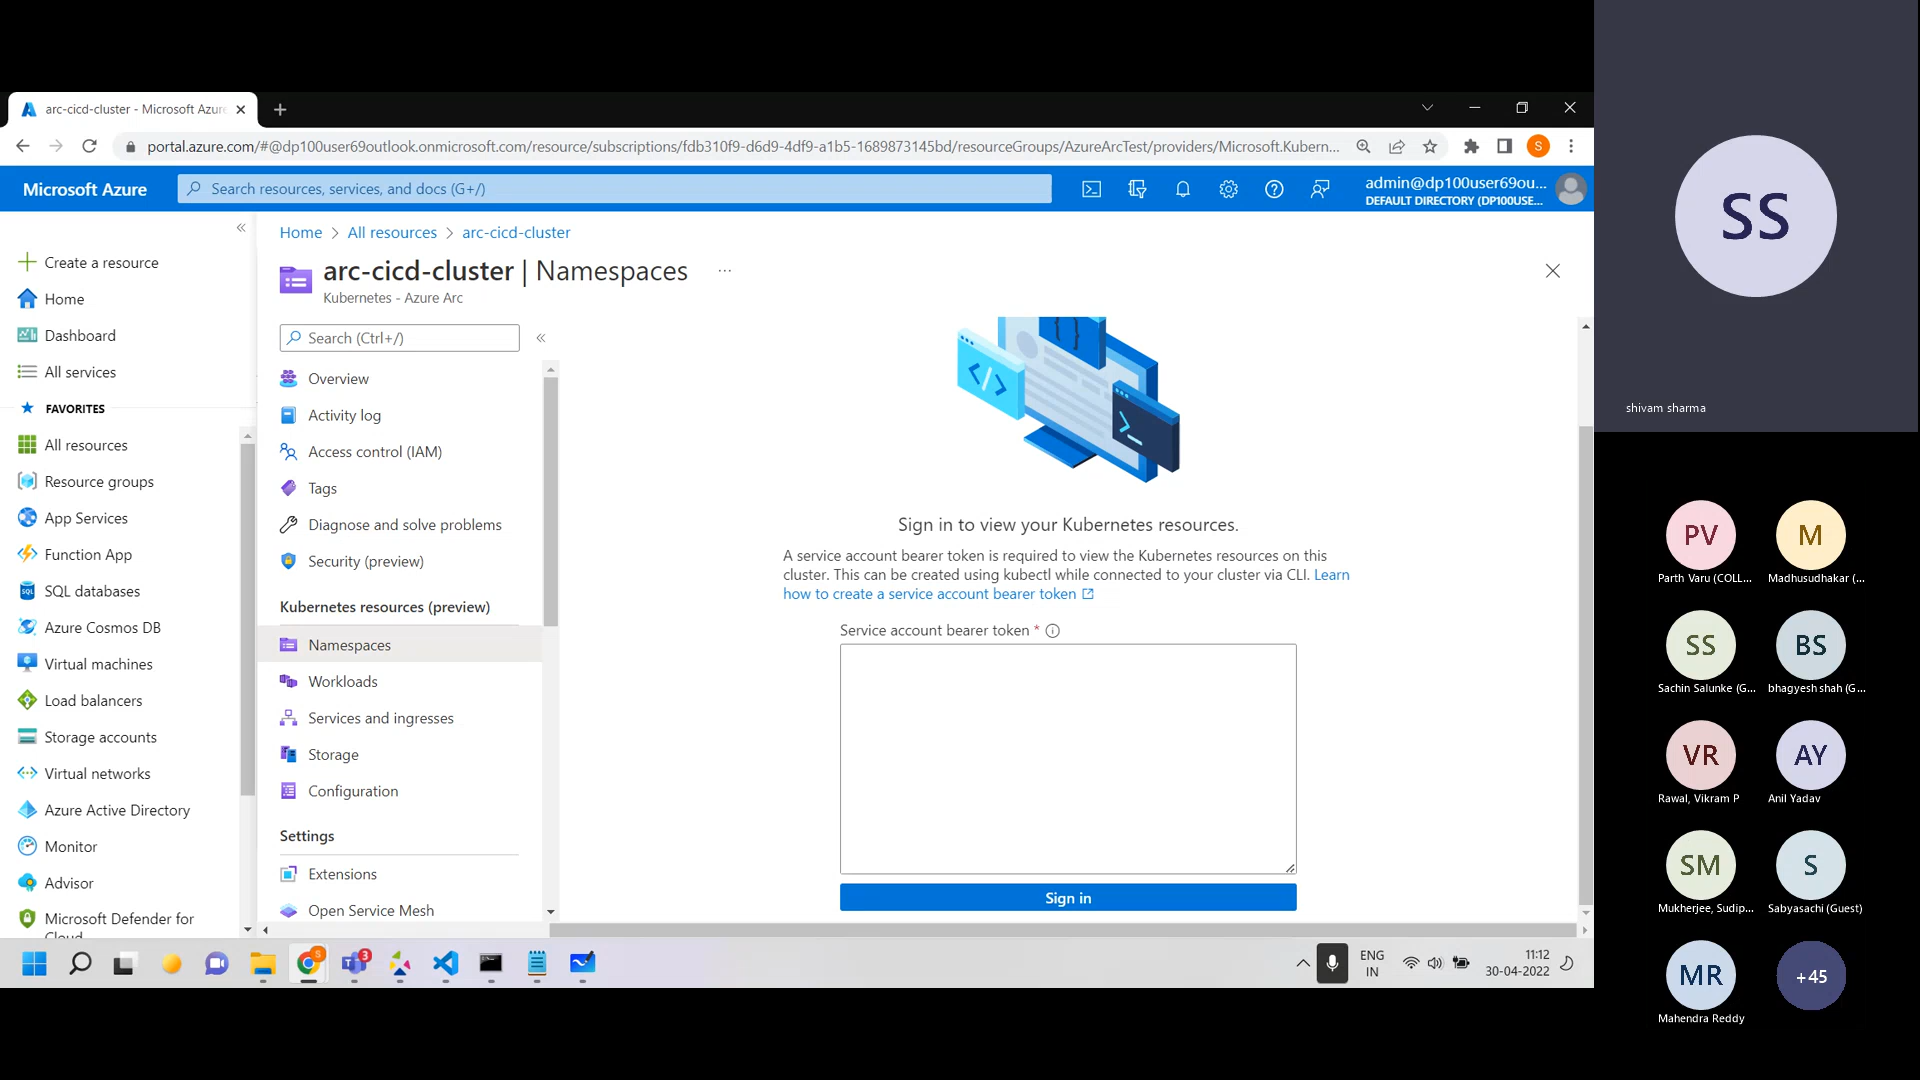 arc-cicd-cluster - Microsoft Azure
portal.azure.com/#@dp100user69outlook.onmicrosoft.com/resource/subscriptions/fdb310f9-d6d9-4df9-a1b5-1689873145bd/resourceGroups/AzureArcTest/providers/Microsoft.Kubern...
S
Microsoft Azure
Search resources, services, and docs (G+/)
admin@dp100user69ou...
DEFAULT DIRECTORY (DP100USE...
Create a resource
Home
Dashboard
All services
FAVORITES
All resources
Resource groups
App Services
Function App
SQL databases
Azure Cosmos DB
Virtual machines
Load balancers
Storage accounts
Virtual networks
Azure Active Directory
Monitor
Advisor
Microsoft Defender for
Cloud
Home > All resources > arc-cicd-cluster
arc-cicd-cluster | Namespaces ...
Kubernetes - Azure Arc
Search (Ctrl+/)
Overview
Activity log
Access control (IAM)
Tags
Diagnose and solve problems
Security (preview)
Kubernetes resources (preview)
Namespaces
Workloads
Services and ingresses
Storage
Configuration
Settings
Extensions
Open Service Mesh
Sign in to view your Kubernetes resources.
A service account bearer token is required to view the Kubernetes resources on this
cluster. This can be created using kubectl while connected to your cluster via CLI. Learn
how to create a service account bearer token
Service account bearer token *
Sign in
S
3
ENG
IN
11:12
30-04-2022
SS
shivam sharma
PV
Parth Varu (COLL...
M
Madhusudhakar (...
SS
Sachin Salunke (G...
BS
bhagyesh shah (G...
VR
Rawal, Vikram P
AY
Anil Yadav
SM
Mukherjee, Sudip...
S
Sabyasachi (Guest)
MR
Mahendra Reddy
+45